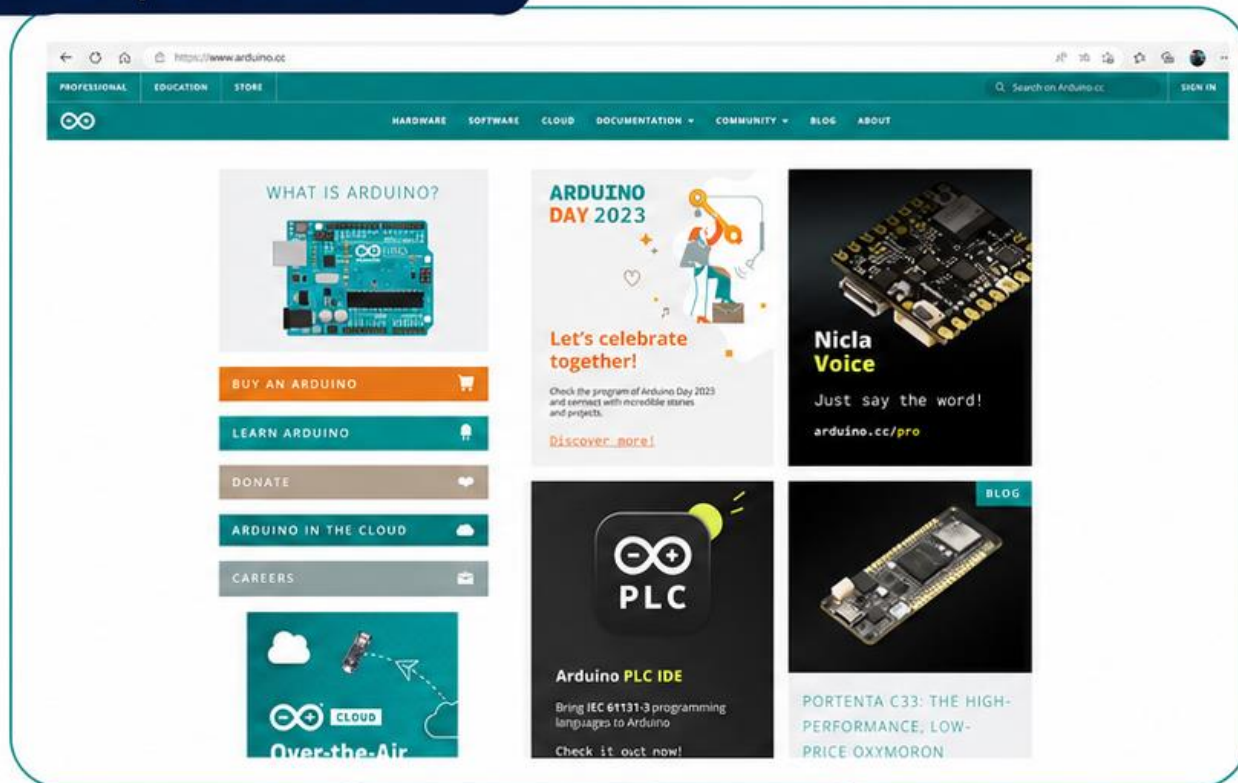 https://www.arduino.cc
PROFESSIONAL EDUCATION STORE
Search on Arduino.cc
SIGN IN
HARDWARE SOFTWARE CLOUD DOCUMENTATION COMMUNITY BLOG ABOUT
WHAT IS ARDUINO?
BUY AN ARDUINO
LEARN ARDUINO
DONATE
ARDUINO IN THE CLOUD
CAREERS
CLOUD
Over-the-Air
ARDUINO
DAY 2023
Let's celebrate
together!
Check the program of Arduino Day 2023
and connect with incredible stories
and projects.
Discover more!
Nicla
Voice
Just say the word!
arduino.cc/pro
PLC
Arduino PLC IDE
Bring IEC 61131-3 programming
languages to Arduino
Check it out now!
BLOG
PORTENTA C33: THE HIGH-
PERFORMANCE, LOW-
PRICE OXYMORON